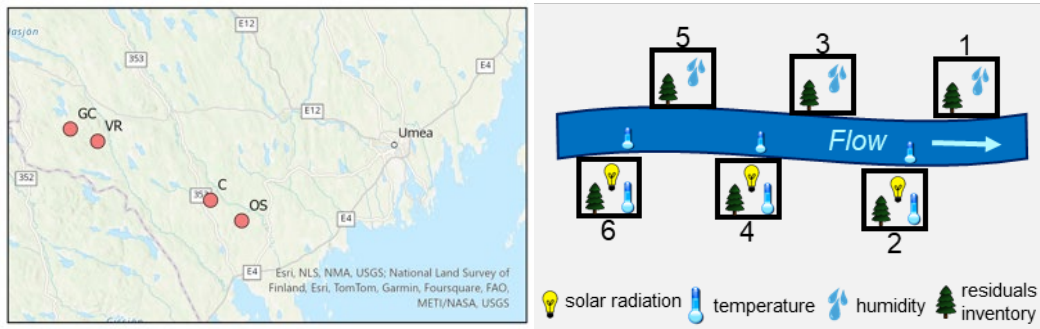 E12
E4
353
GC
VR
E12
Umea
352
C
353
OS
E4
E4
Esri, NLS, NMA, USGS; National Land Survey of
Finland, Esri, TomTom, Garmin, Foursquare, FAO,
METI/NASA, USGS
5
3
1
Flow
6
4
2
solar radiation
temperature
humidity
residuals
inventory